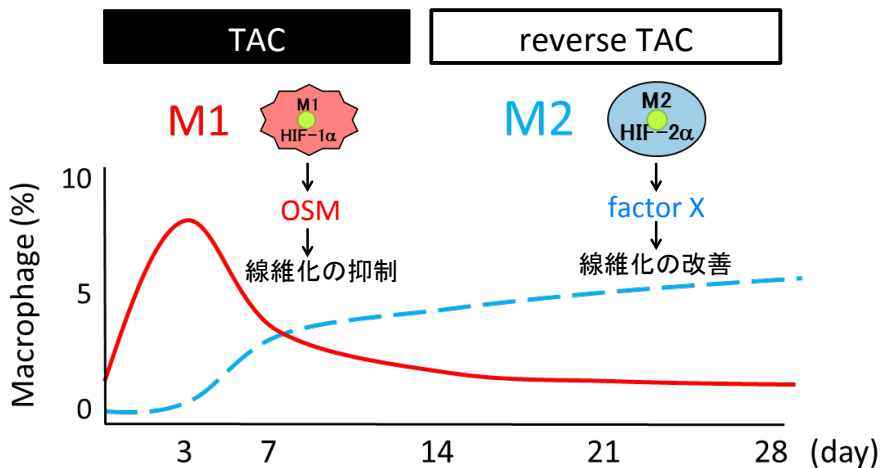 TAC
reverse TAC
M1
M1
HIF-1α
M2
M2
HIF-2α
OSM
factor X
線維化の抑制
線維化の改善
Macrophage (%)
10
5
0
3 7 14 21 28 (day)